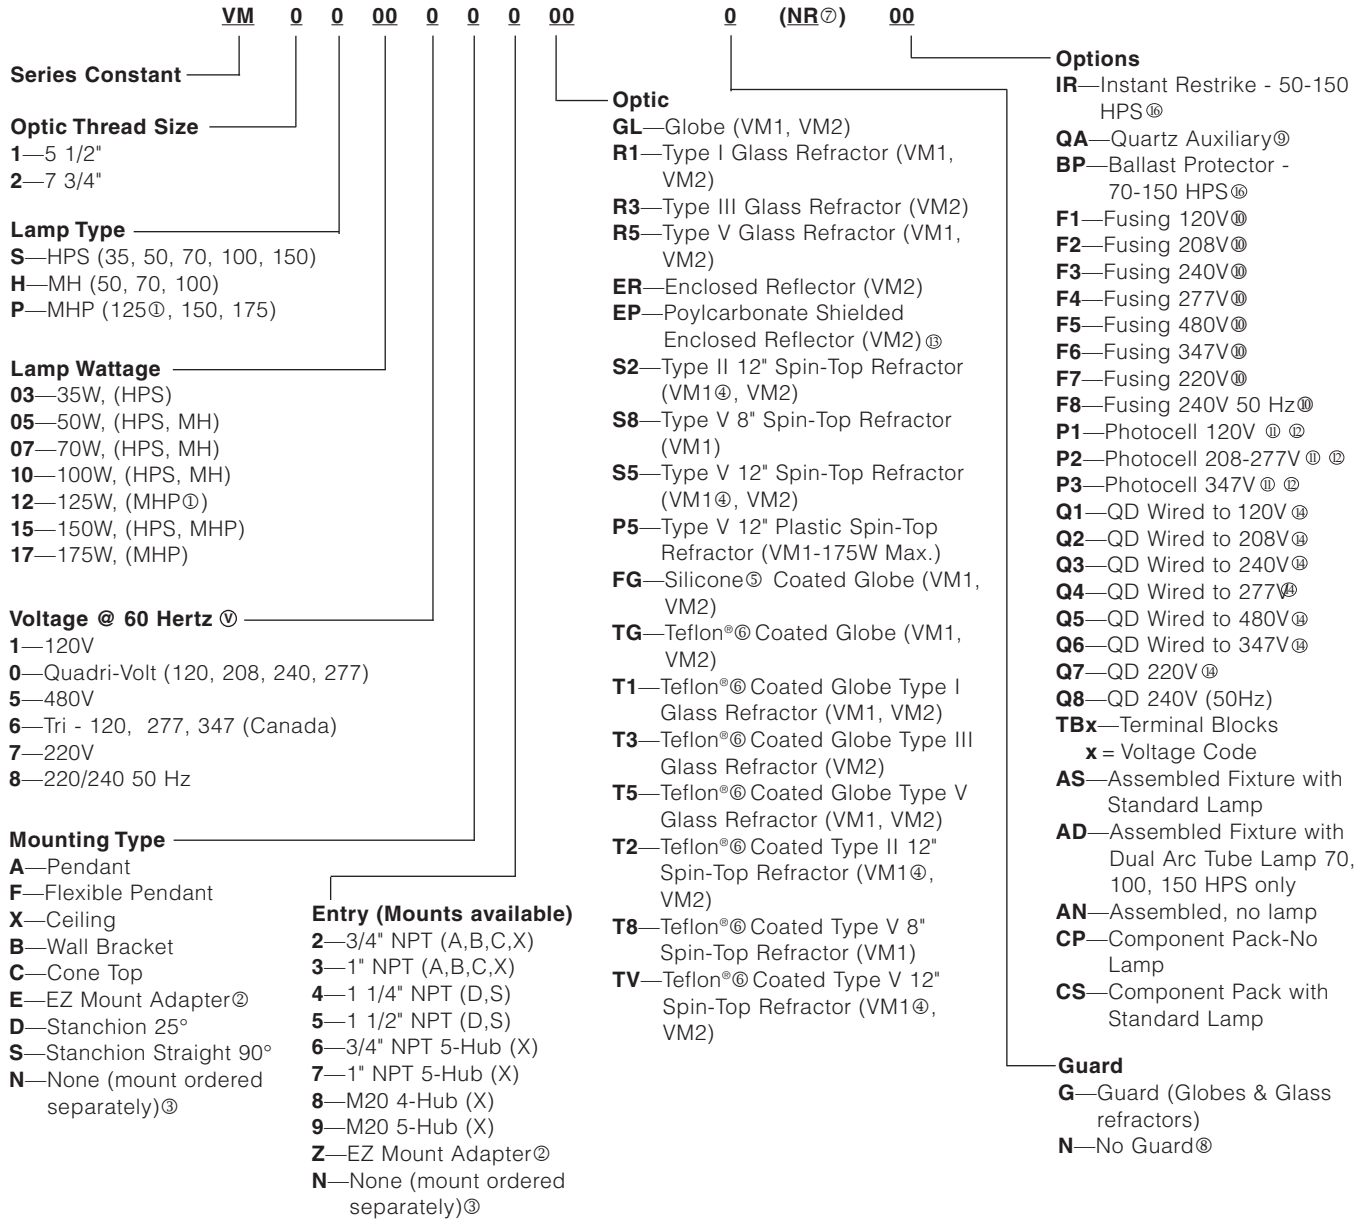 VM 0 0 00 0 0 0 00 0 (NR⑦) 00
Series Constant
Optic Thread Size
1—5 1/2"
2—7 3/4"
Lamp Type
S—HPS (35, 50, 70, 100, 150)
H—MH (50, 70, 100)
P—MHP (125①, 150, 175)
Lamp Wattage
03—35W, (HPS)
05—50W, (HPS, MH)
07—70W, (HPS, MH)
10—100W, (HPS, MH)
12—125W, (MHP①)
15—150W, (HPS, MHP)
17—175W, (MHP)
Voltage @ 60 Hertz Ⓥ
1—120V
0—Quadri-Volt (120, 208, 240, 277)
5—480V
6—Tri - 120, 277, 347 (Canada)
7—220V
8—220/240 50 Hz
Mounting Type
A—Pendant
F—Flexible Pendant
X—Ceiling
B—Wall Bracket
C—Cone Top
E—EZ Mount Adapter②
D—Stanchion 25°
S—Stanchion Straight 90°
N—None (mount ordered
separately)③
Entry (Mounts available)
2—3/4" NPT (A,B,C,X)
3—1" NPT (A,B,C,X)
4—1 1/4" NPT (D,S)
5—1 1/2" NPT (D,S)
6—3/4" NPT 5-Hub (X)
7—1" NPT 5-Hub (X)
8—M20 4-Hub (X)
9—M20 5-Hub (X)
Z—EZ Mount Adapter②
N—None (mount ordered
separately)③
Optic
GL—Globe (VM1, VM2)
R1—Type I Glass Refractor (VM1,
VM2)
R3—Type III Glass Refractor (VM2)
R5—Type V Glass Refractor (VM1,
VM2)
ER—Enclosed Reflector (VM2)
EP—Poylcarbonate Shielded
Enclosed Reflector (VM2)⑬
S2—Type II 12" Spin-Top Refractor
(VM1④, VM2)
S8—Type V 8" Spin-Top Refractor
(VM1)
S5—Type V 12" Spin-Top Refractor
(VM1④, VM2)
P5—Type V 12" Plastic Spin-Top
Refractor (VM1-175W Max.)
FG—Silicone⑤ Coated Globe (VM1,
VM2)
TG—Teflon®⑥ Coated Globe (VM1,
VM2)
T1—Teflon®⑥ Coated Globe Type I
Glass Refractor (VM1, VM2)
T3—Teflon®⑥ Coated Globe Type III
Glass Refractor (VM2)
T5—Teflon®⑥ Coated Globe Type V
Glass Refractor (VM1, VM2)
T2—Teflon®⑥ Coated Type II 12"
Spin-Top Refractor (VM1④,
VM2)
T8—Teflon®⑥ Coated Type V 8"
Spin-Top Refractor (VM1)
TV—Teflon®⑥ Coated Type V 12"
Spin-Top Refractor (VM1④,
VM2)
Options
IR—Instant Restrike - 50-150
HPS⑯
QA—Quartz Auxiliary⑨
BP—Ballast Protector -
70-150 HPS⑯
F1—Fusing 120V⑩
F2—Fusing 208V⑩
F3—Fusing 240V⑩
F4—Fusing 277V⑩
F5—Fusing 480V⑩
F6—Fusing 347V⑩
F7—Fusing 220V⑩
F8—Fusing 240V 50 Hz⑩
P1—Photocell 120V ⑪ ⑫
P2—Photocell 208-277V ⑪ ⑫
P3—Photocell 347V ⑪ ⑫
Q1—QD Wired to 120V⑭
Q2—QD Wired to 208V⑭
Q3—QD Wired to 240V⑭
Q4—QD Wired to 277V⑭
Q5—QD Wired to 480V⑭
Q6—QD Wired to 347V⑭
Q7—QD 220V⑭
Q8—QD 240V (50Hz)
TBx—Terminal Blocks
x = Voltage Code
AS—Assembled Fixture with
Standard Lamp
AD—Assembled Fixture with
Dual Arc Tube Lamp 70,
100, 150 HPS only
AN—Assembled, no lamp
CP—Component Pack-No
Lamp
CS—Component Pack with
Standard Lamp
Guard
G—Guard (Globes & Glass
refractors)
N—No Guard⑧